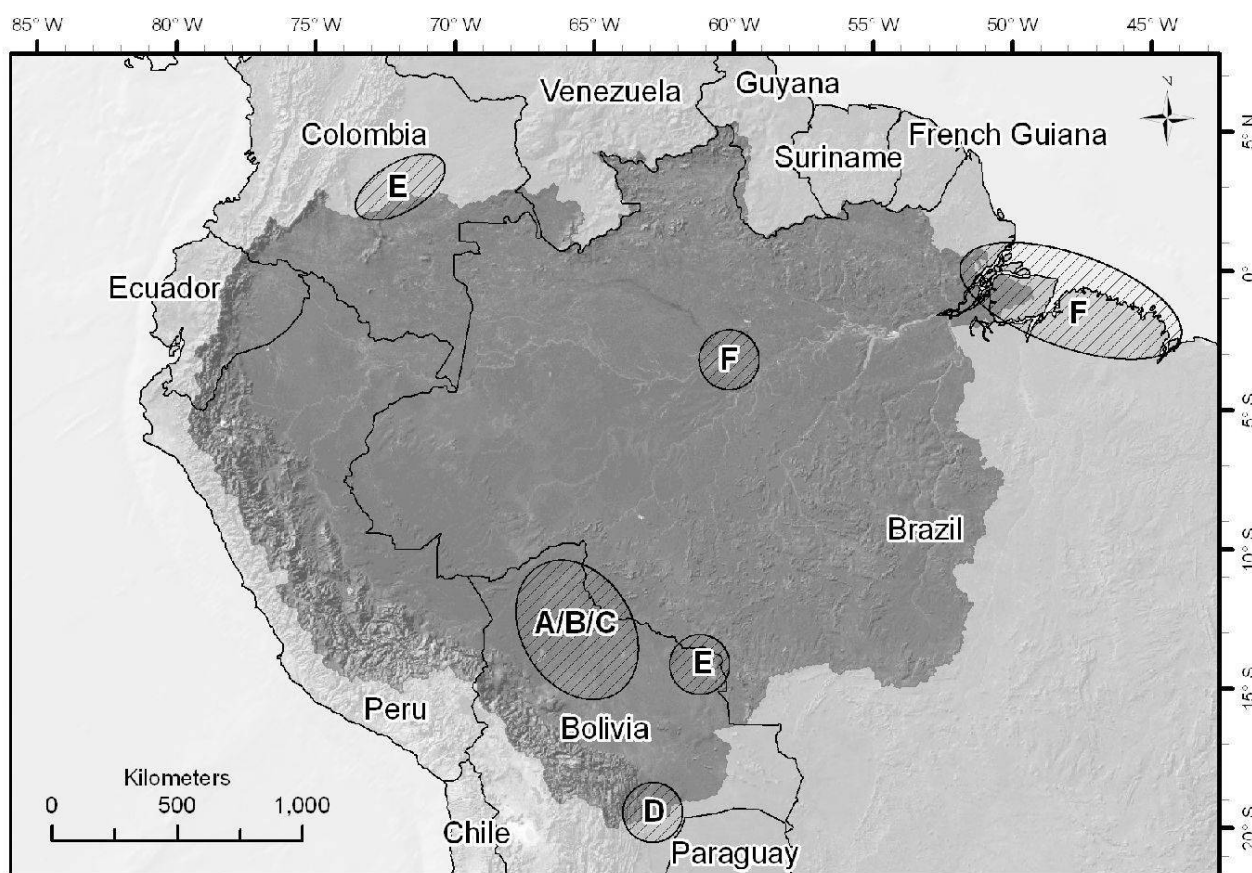 85° W 80° W 75° W 70° W 65° W 60° W 55° W 50° W 45° W
Guyana
Venezuela
Z
Colombia
French Guiana
5°N
Suriname
E
0°
Ecuador
F
F
5° S
Brazil
10° S
A/B/C
E
15° S
Peru
Bolivia
Kilometers
0 500 1,000
D
20° S
Chile
Paraguay